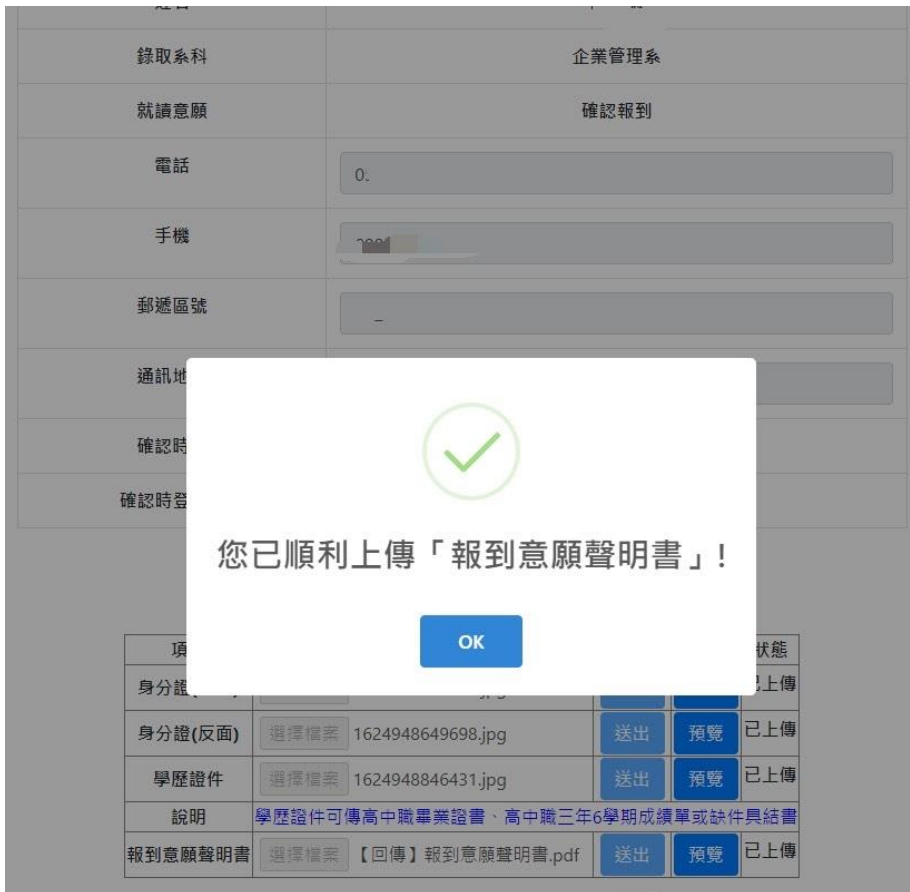 錄取系科 企業管理系
就讀意願 確認報到
電話
手機
郵遞區號
通訊地
確認時
確認時登
您已順利上傳「報到意願聲明書」!
OK
項 狀態
身分證 已上傳
身分證(反面) 選擇檔案 1624948649698.jpg 送出 預覽 已上傳
學歷證件 選擇檔案 1624948846431.jpg 送出 預覽 已上傳
說明 學歷證件可傳高中職畢業證書、高中職三年6學期成績單或缺件具結書
報到意願聲明書 選擇檔案 【回傳】報到意願聲明書.pdf 送出 預覽 已上傳